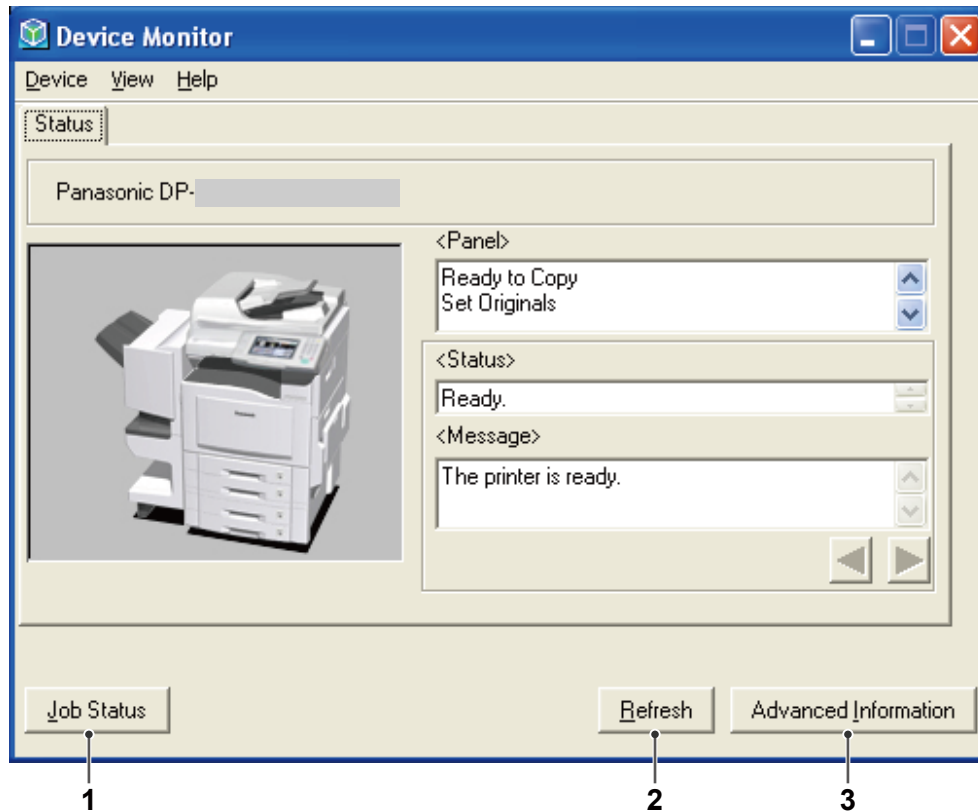 Device Monitor
Device View Help
Status
Panasonic DP-
<Panel>
Ready to Copy
Set Originals
<Status>
Ready.
<Message>
The printer is ready.
Job Status Refresh Advanced Information
1 2 3